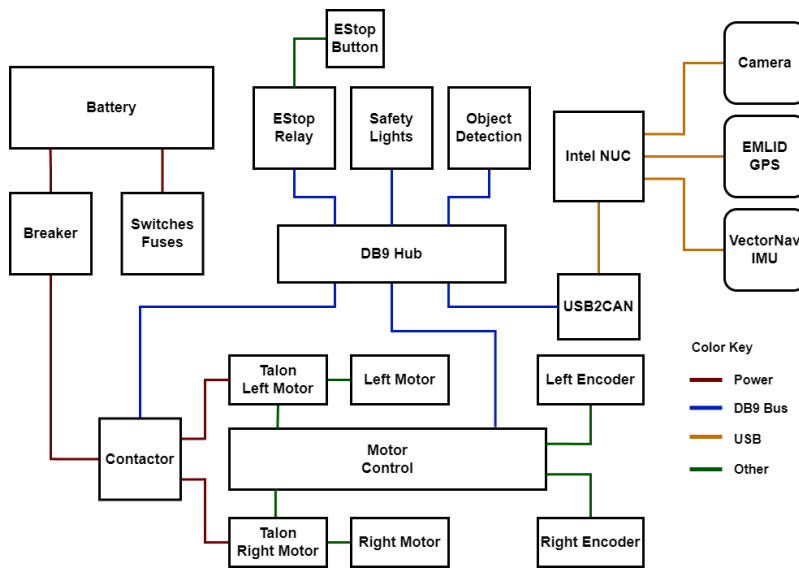 EStop
Button
Camera
Battery
EStop
Relay
Safety
Lights
Object
Detection
Intel NUC
EMLID
GPS
Breaker
Switches
Fuses
VectorNav
IMU
DB9 Hub
USB2CAN
Color Key
Power
DB9 Bus
USB
Other
Talon
Left Motor
Left Motor
Left Encoder
Contactor
Motor
Control
Talon
Right Motor
Right Motor
Right Encoder